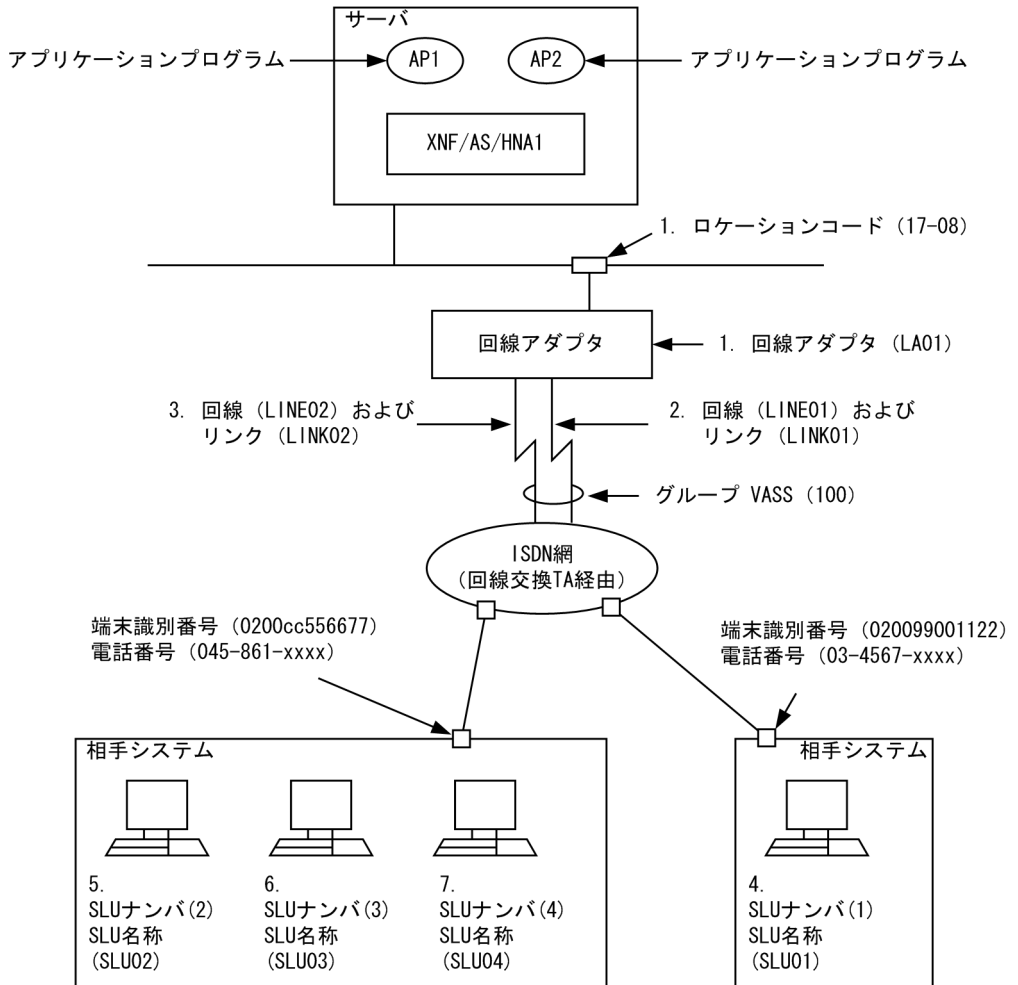 サーバ
アプリケーションプログラム
AP1
AP2
アプリケーションプログラム
XNF/AS/HNA1
1. ロケーションコード（17-08）
回線アダプタ
1. 回線アダプタ（LA01）
3. 回線（LINE02）および
リンク（LINK02）
2. 回線（LINE01）および
リンク（LINK01）
グループ VASS（100）
ISDN網
（回線交換TA経由）
端末識別番号（0200cc556677）
電話番号（045-861-xxxx）
端末識別番号（020099001122）
電話番号（03-4567-xxxx）
相手システム
5.
SLUナンバ(2)
SLU名称
(SLU02)
6.
SLUナンバ(3)
SLU名称
(SLU03)
7.
SLUナンバ(4)
SLU名称
(SLU04)
相手システム
4.
SLUナンバ(1)
SLU名称
(SLU01)